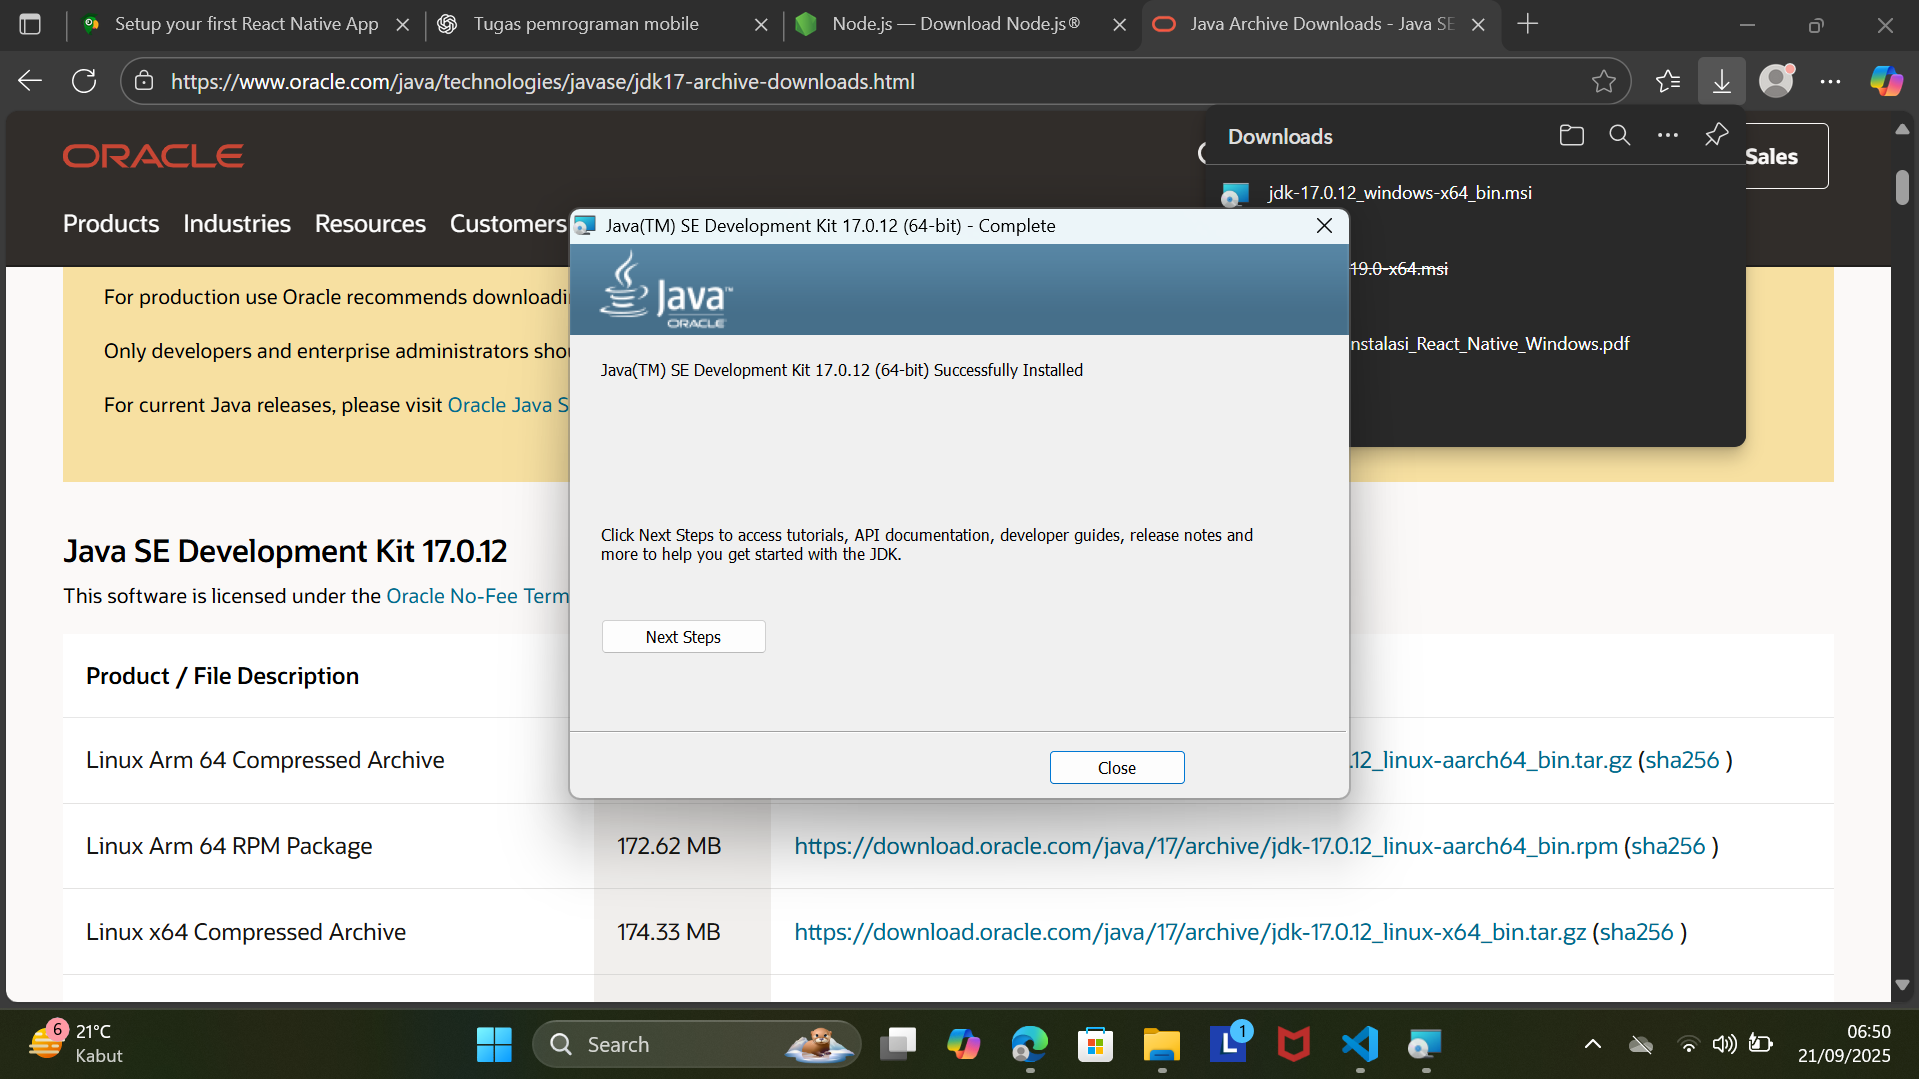 Setup your first React Native App
Tugas pemrograman mobile
Node.js — Download Node.js®
Java Archive Downloads - Java SE
https://www.oracle.com/java/technologies/javase/jdk17-archive-downloads.html
Downloads
jdk-17.0.12_windows-x64_bin.msi
19.0-x64.msi
nstalasi_React_Native_Windows.pdf
ORACLE
Sales
Products
Industries
Resources
Customers
For production use Oracle recommends downloadi
Only developers and enterprise administrators shou
For current Java releases, please visit Oracle Java S
Java(TM) SE Development Kit 17.0.12 (64-bit) - Complete
Java™
ORACLE
Java(TM) SE Development Kit 17.0.12 (64-bit) Successfully Installed
Click Next Steps to access tutorials, API documentation, developer guides, release notes and
more to help you get started with the JDK.
Next Steps
Close
Java SE Development Kit 17.0.12
This software is licensed under the Oracle No-Fee Term
Product / File Description
Linux Arm 64 Compressed Archive
.12_linux-aarch64_bin.tar.gz (sha256 )
Linux Arm 64 RPM Package
172.62 MB
https://download.oracle.com/java/17/archive/jdk-17.0.12_linux-aarch64_bin.rpm (sha256 )
Linux x64 Compressed Archive
174.33 MB
https://download.oracle.com/java/17/archive/jdk-17.0.12_linux-x64_bin.tar.gz (sha256 )
6
21°C
Kabut
Search
L
1
06:50
21/09/2025